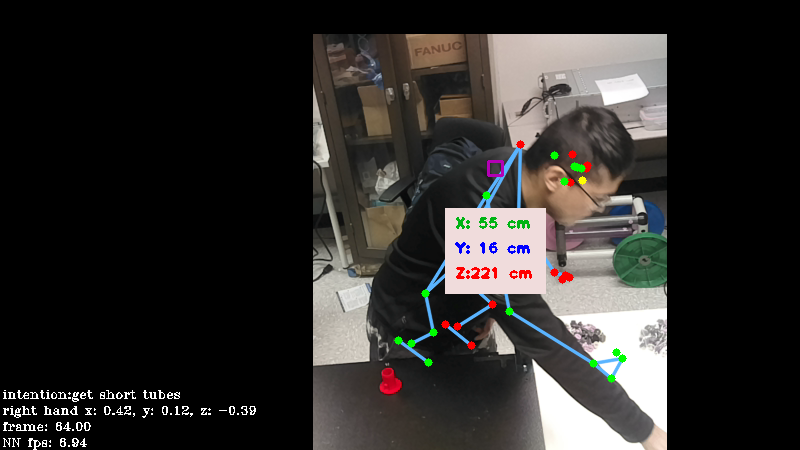 FANUC
X: 55 cm
Y: 16 cm
Z:221 cm
intention:get short tubes
right hand x: 0.42, y: 0.12, z: -0.39
frame: 64.00
NN fps: 6.94